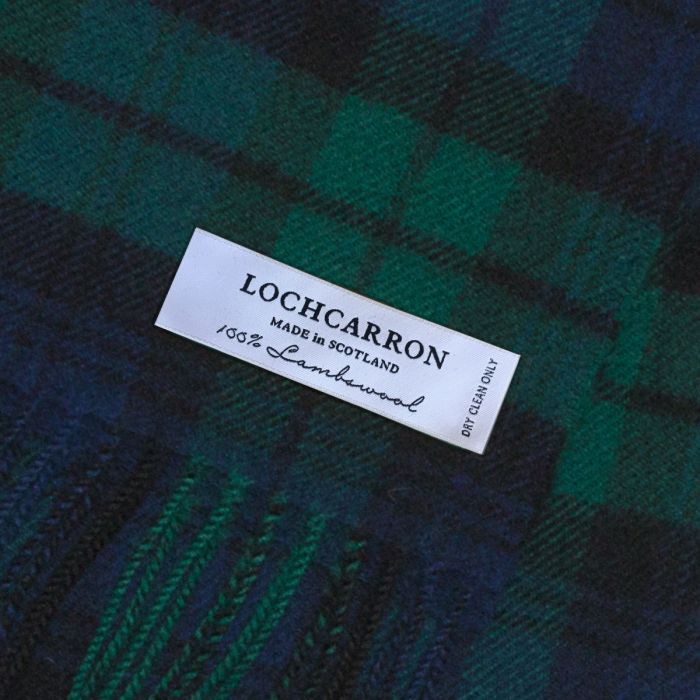 LOCHCARRON
MADE in SCOTLAND
100% Lambswool
DRY CLEAN ONLY